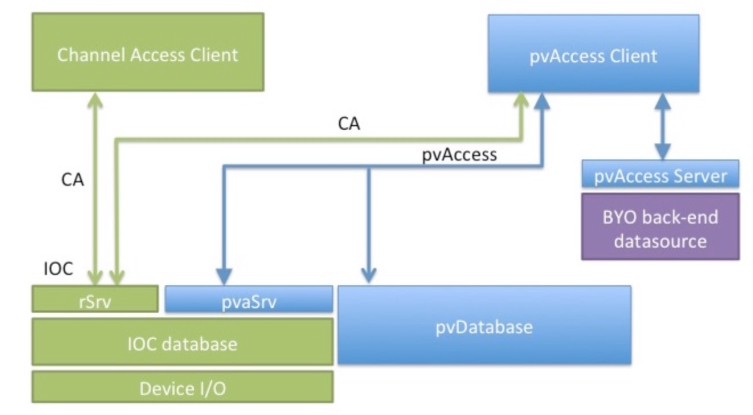 Channel Access Client
pvAccess Client
CA
pvAccess
CA
pvAccess Server
BYO back-end
datasource
IOC
rSrv
pvaSrv
pvDatabase
IOC database
Device I/O